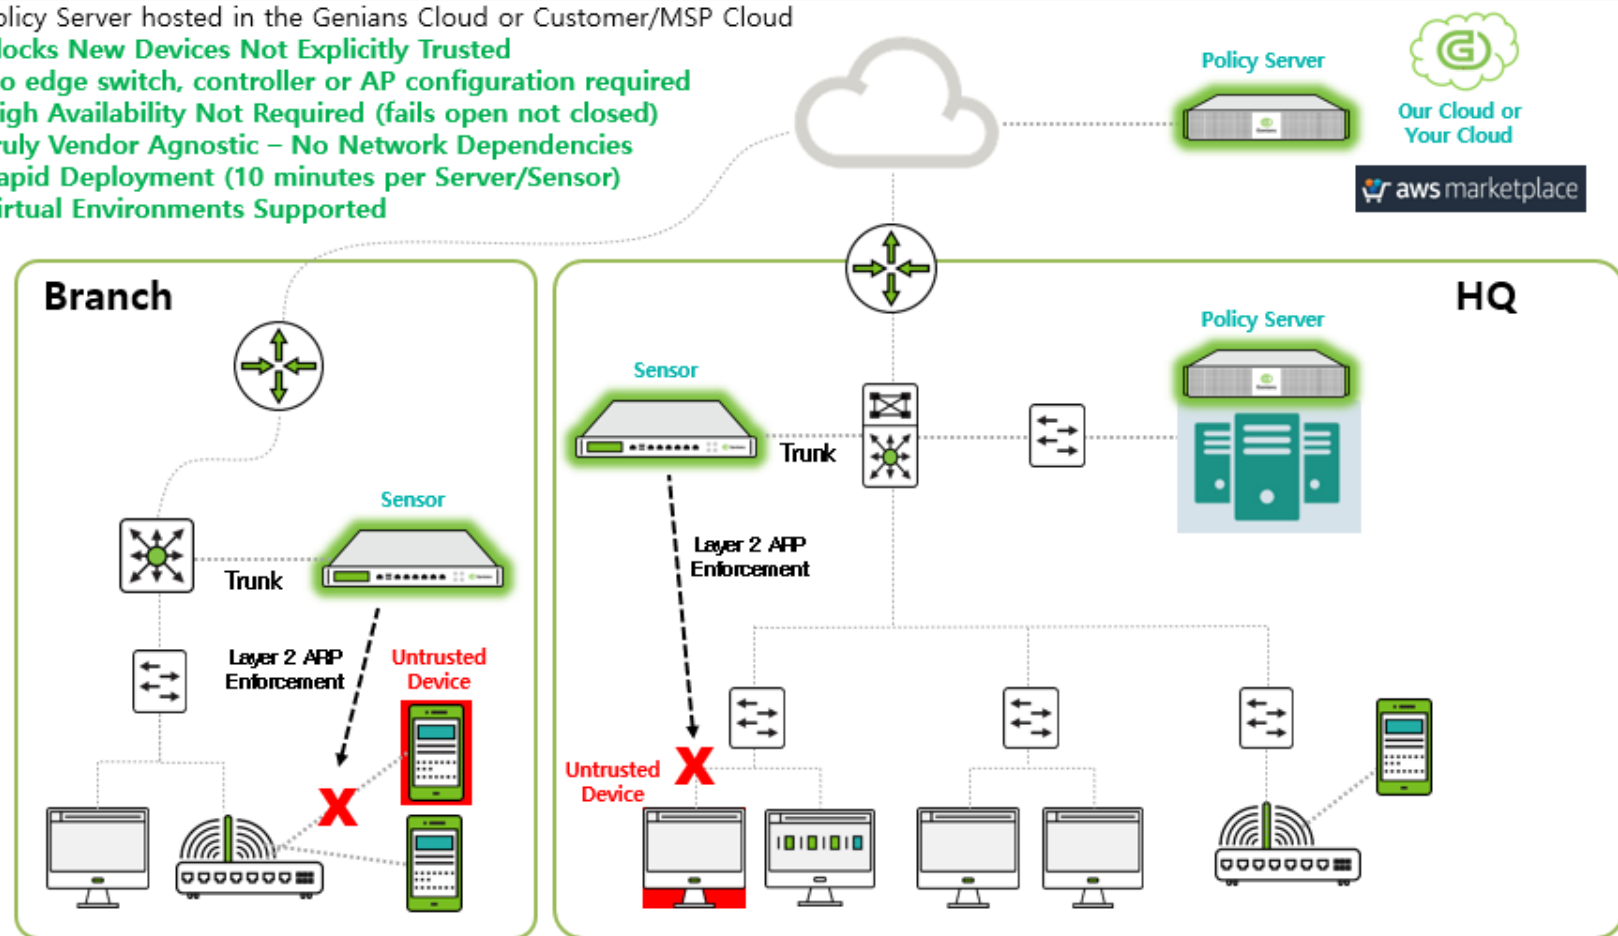 olicy Server hosted in the Genians Cloud or Customer/MSP Cloud
locks New Devices Not Explicitly Trusted
o edge switch, controller or AP configuration required
igh Availability Not Required (fails open not closed)
ruly Vendor Agnostic – No Network Dependencies
apid Deployment (10 minutes per Server/Sensor)
irtual Environments Supported
Policy Server
G
Our Cloud or
Your Cloud
aws marketplace
Genians
Branch
HQ
Policy Server
Genians
Sensor
Trunk
Genians
Layer 2 ARP
Enforcement
Sensor
Trunk
Genians
Layer 2 ARP
Enforcement
Untrusted
Device
Untrusted
Device